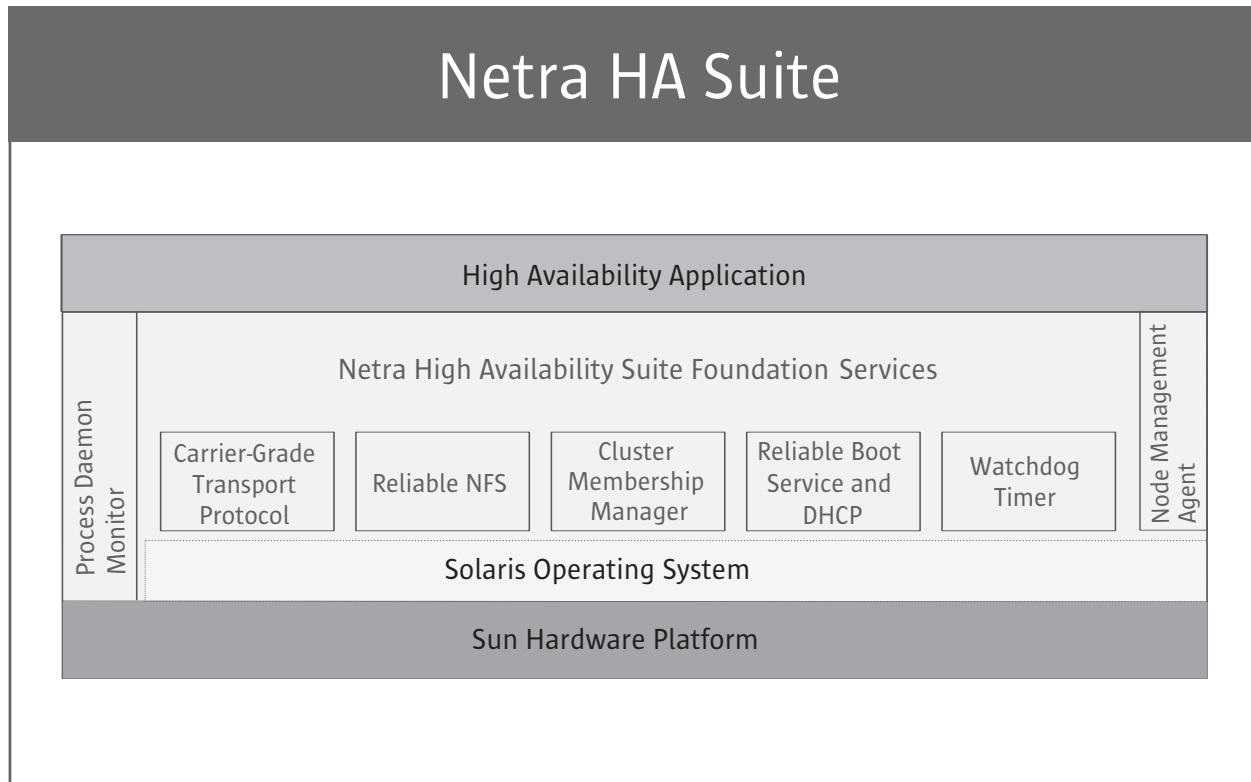 Netra HA Suite
High Availability Application
Process Daemon
Monitor
Netra High Availability Suite Foundation Services
Carrier-Grade
Transport
Protocol
Reliable NFS
Cluster
Membership
Manager
Reliable Boot
Service and
DHCP
Watchdog
Timer
Node Management
Agent
Solaris Operating System
Sun Hardware Platform